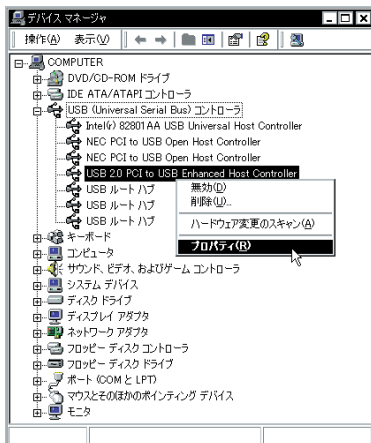 デバイス マネージャ
操作(A) 表示(V)
COMPUTER
DVD/CD-ROM ドライブ
IDE ATA/ATAPI コントローラ
USB (Universal Serial Bus) コントローラ
Intel(r) 82801AA USB Universal Host Controller
NEC PCI to USB Open Host Controller
NEC PCI to USB Open Host Controller
USB 2.0 PCI to USB Enhanced Host Controller
USB ルート ハブ
USB ルート ハブ
USB ルート ハブ
無効(D)
削除(U)...
ハードウェア変更のスキャン(A)
プロパティ(R)
キーボード
コンピュータ
サウンド、ビデオ、およびゲーム コントローラ
システム デバイス
ディスク ドライブ
ディスプレイ アダプタ
ネットワーク アダプタ
フロッピー ディスク コントローラ
フロッピー ディスク ドライブ
ポート (COM と LPT)
マウスとそのほかのポインティング デバイス
モニタ